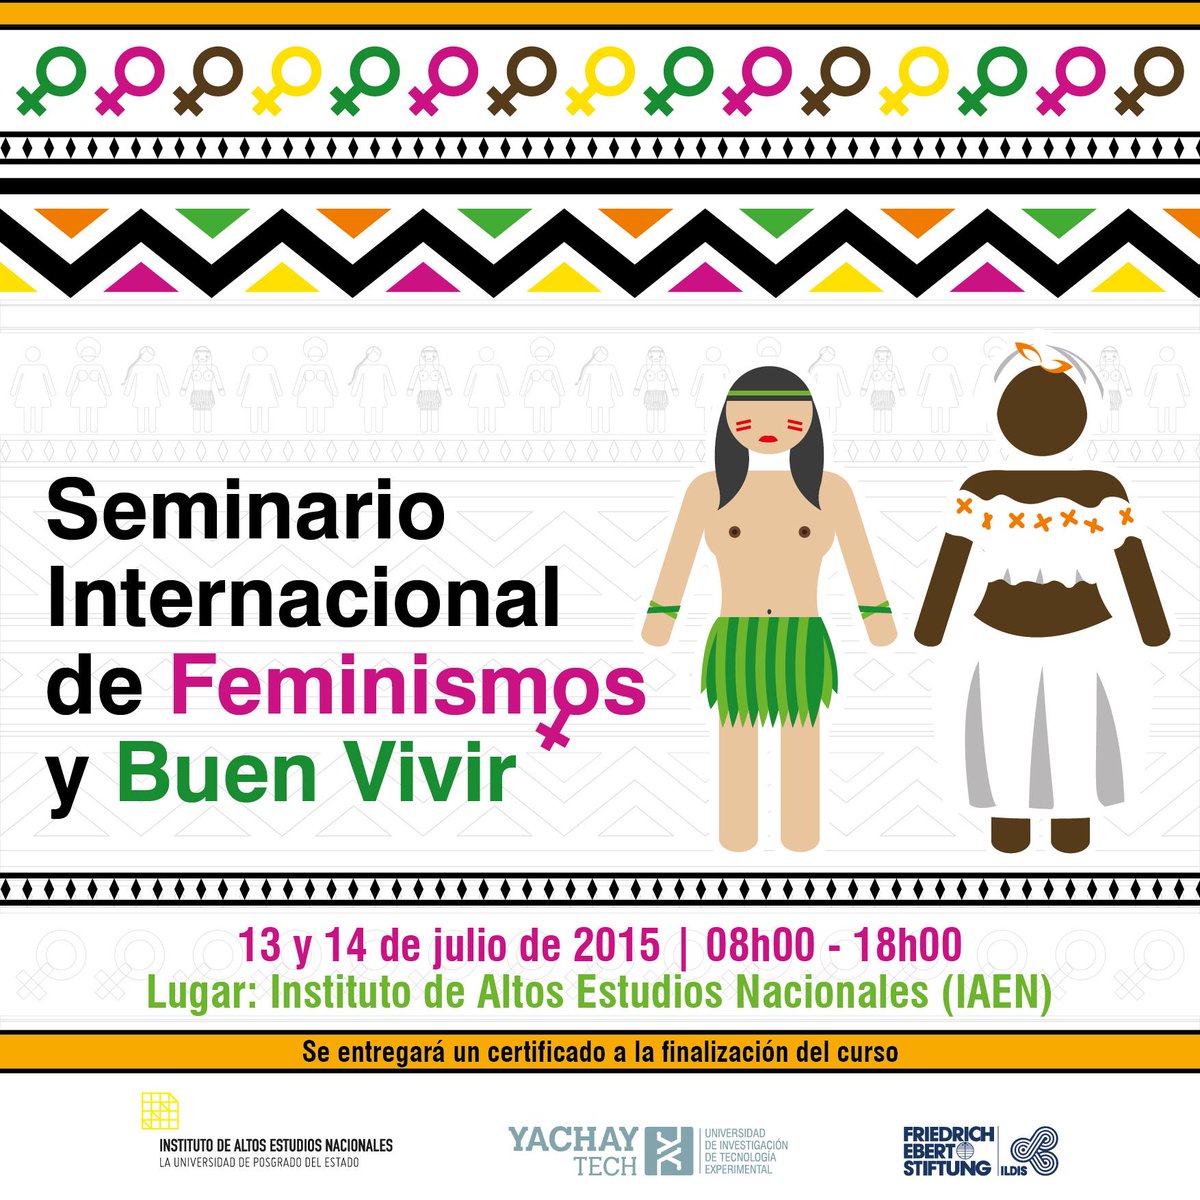 Seminario
Internacional
de Feminismos
y Buen Vivir
13 y 14 de julio de 2015 | 08h00 - 18h00
Lugar: Instituto de Altos Estudios Nacionales (IAEN)
Se entregará un certificado a la finalización del curso
INSTITUTO DE ALTOS ESTUDIOS NACIONALES
LA UNIVERSIDAD DE POSGRADO DEL ESTADO
YACHAY
TECH
UNIVERSIDAD
DE INVESTIGACIÓN
DE TECNOLOGÍA
EXPERIMENTAL
FRIEDRICH
EBERT
STIFTUNG
ILDIS